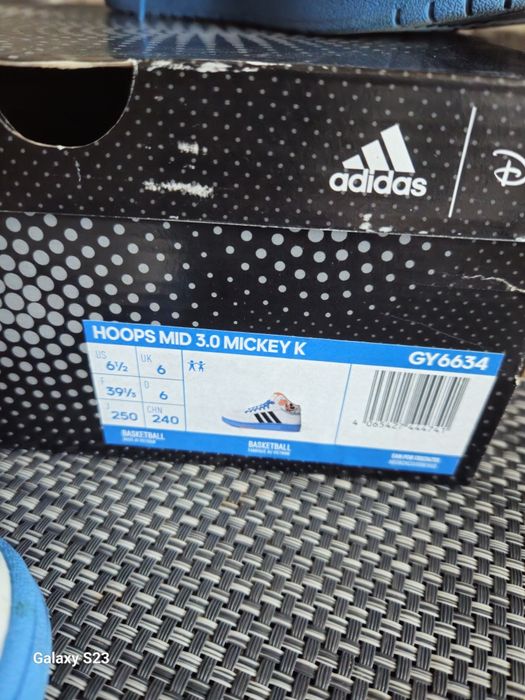 adidas
D
HOOPS MID 3.0 MICKEY K
GY6634
US 6½ UK 6
F 39⅓ D 6
J 250 CHN 240
BASKETBALL
BASKETBALL
Galaxy S23